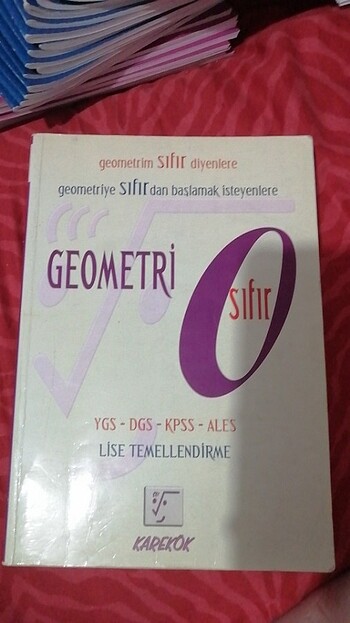 geometrim sıfır diyenlere
geometriye sıfırdan başlamak isteyenlere
GEOMETRİ
0
sıfır
YGS - DGS - KPSS - ALES
LİSE TEMELLENDİRME
KAREKÖK